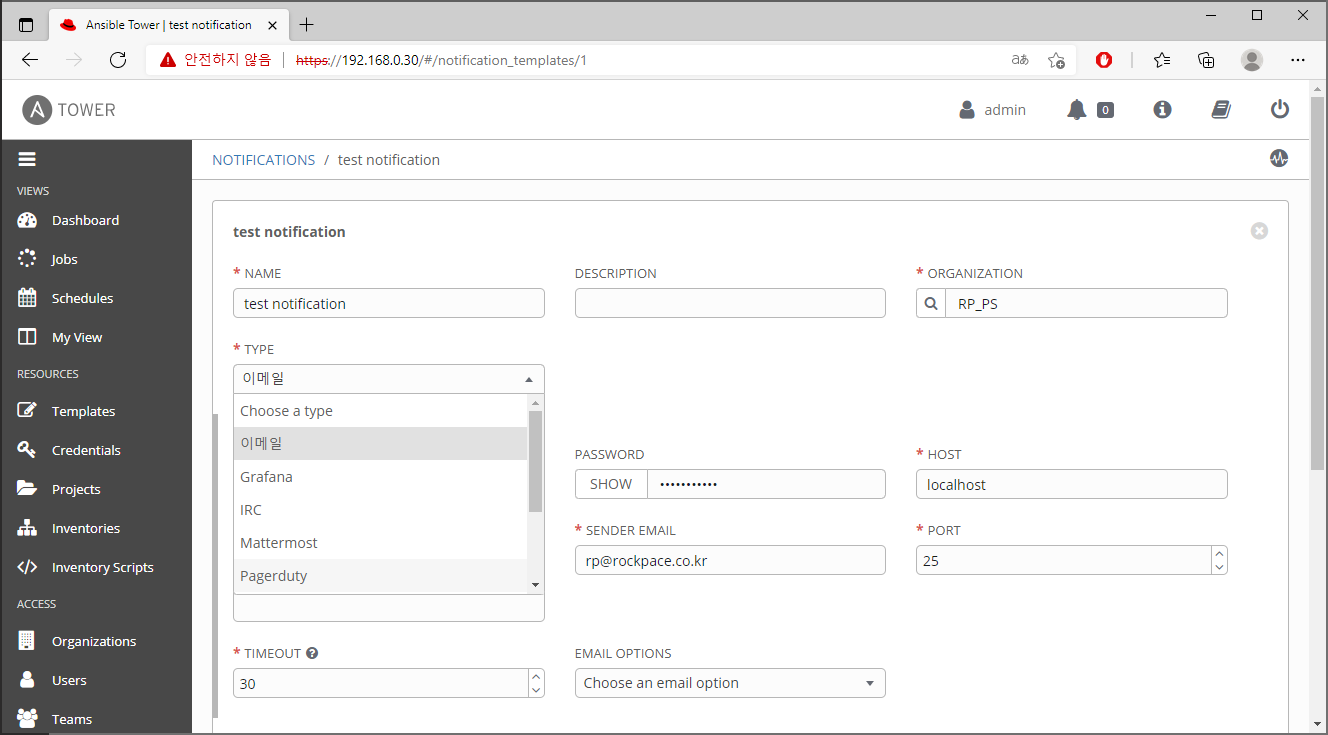 Ansible Tower | test notification
안전하지 않음 https://192.168.0.30/#/notification_templates/1
aあ
TOWER
admin
0
NOTIFICATIONS / test notification
VIEWS
Dashboard
Jobs
Schedules
My View
RESOURCES
Templates
Credentials
Projects
Inventories
Inventory Scripts
ACCESS
Organizations
Users
Teams
test notification
* NAME
test notification
DESCRIPTION
* ORGANIZATION
RP_PS
* TYPE
이메일
Choose a type
이메일
Grafana
IRC
Mattermost
Pagerduty
PASSWORD
SHOW •••••••••••
* HOST
localhost
* SENDER EMAIL
rp@rockpace.co.kr
* PORT
25
* TIMEOUT ?
30
EMAIL OPTIONS
Choose an email option